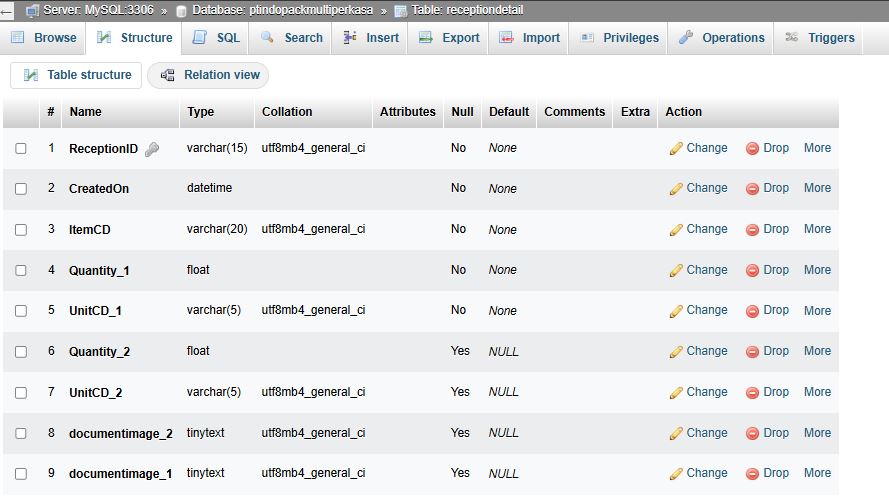 Server: MySQL:3306 » Database: ptindopackmultiperkasa » Table: receptiondetail
Browse Structure SQL Search Insert Export Import Privileges Operations Triggers
Table structure Relation view
# Name Type Collation Attributes Null Default Comments Extra Action
1 ReceptionID varchar(15) utf8mb4_general_ci No None Change Drop More
2 CreatedOn datetime No None Change Drop More
3 ItemCD varchar(20) utf8mb4_general_ci No None Change Drop More
4 Quantity_1 float No None Change Drop More
5 UnitCD_1 varchar(5) utf8mb4_general_ci No None Change Drop More
6 Quantity_2 float Yes NULL Change Drop More
7 UnitCD_2 varchar(5) utf8mb4_general_ci Yes NULL Change Drop More
8 documentimage_2 tinytext utf8mb4_general_ci Yes NULL Change Drop More
9 documentimage_1 tinytext utf8mb4_general_ci Yes NULL Change Drop More